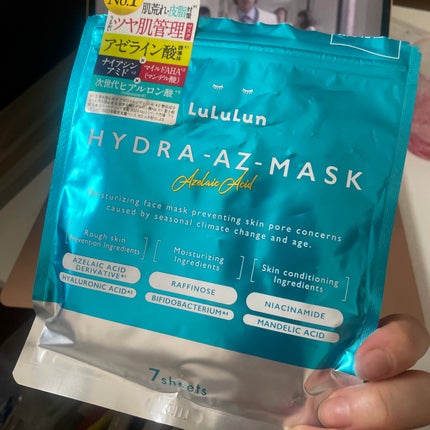 No.1
肌荒れ・皮脂対策
ツヤ肌管理
アゼライン酸
ナイアシンアミド
マイルドAHA
(マンデル酸)
次世代ヒアルロン酸
LuLuLun
HYDRA-AZ-MASK
Azelaic Acid
Moisturizing face mask preventing skin pore concerns
caused by seasonal climate change and age.
Rough skin
Prevention Ingredients
AZELAIC ACID
DERIVATIVE
HYALURONIC ACID
Moisturizing
Ingredients
RAFFINOSE
BIFIDOBACTERIUM
Skin conditioning
Ingredients
NIACINAMIDE
MANDELIC ACID
7 sheets